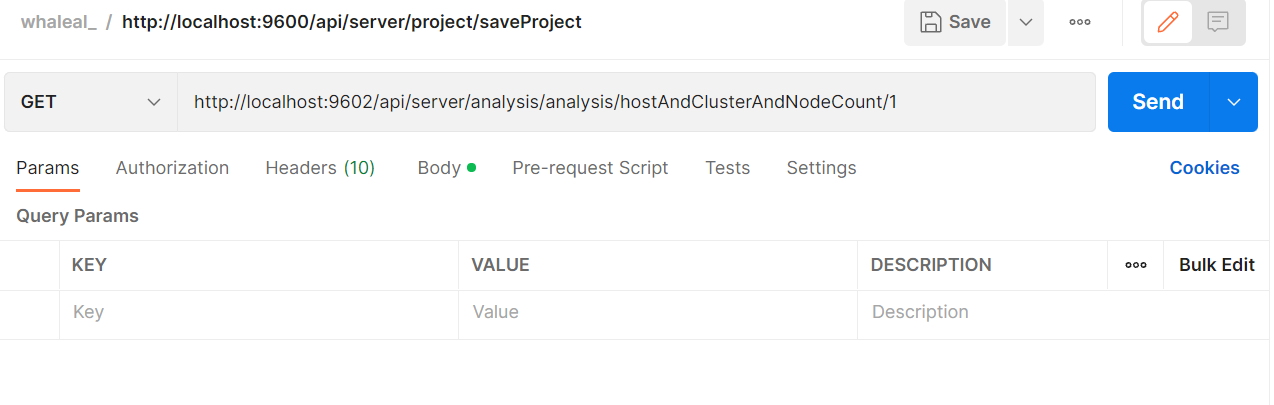 whaleal_ / http://localhost:9600/api/server/project/saveProject Save
GET http://localhost:9602/api/server/analysis/analysis/hostAndClusterAndNodeCount/1 Send
Params Authorization Headers (10) Body Pre-request Script Tests Settings Cookies
Query Params
KEY VALUE DESCRIPTION Bulk Edit
Key Value Description